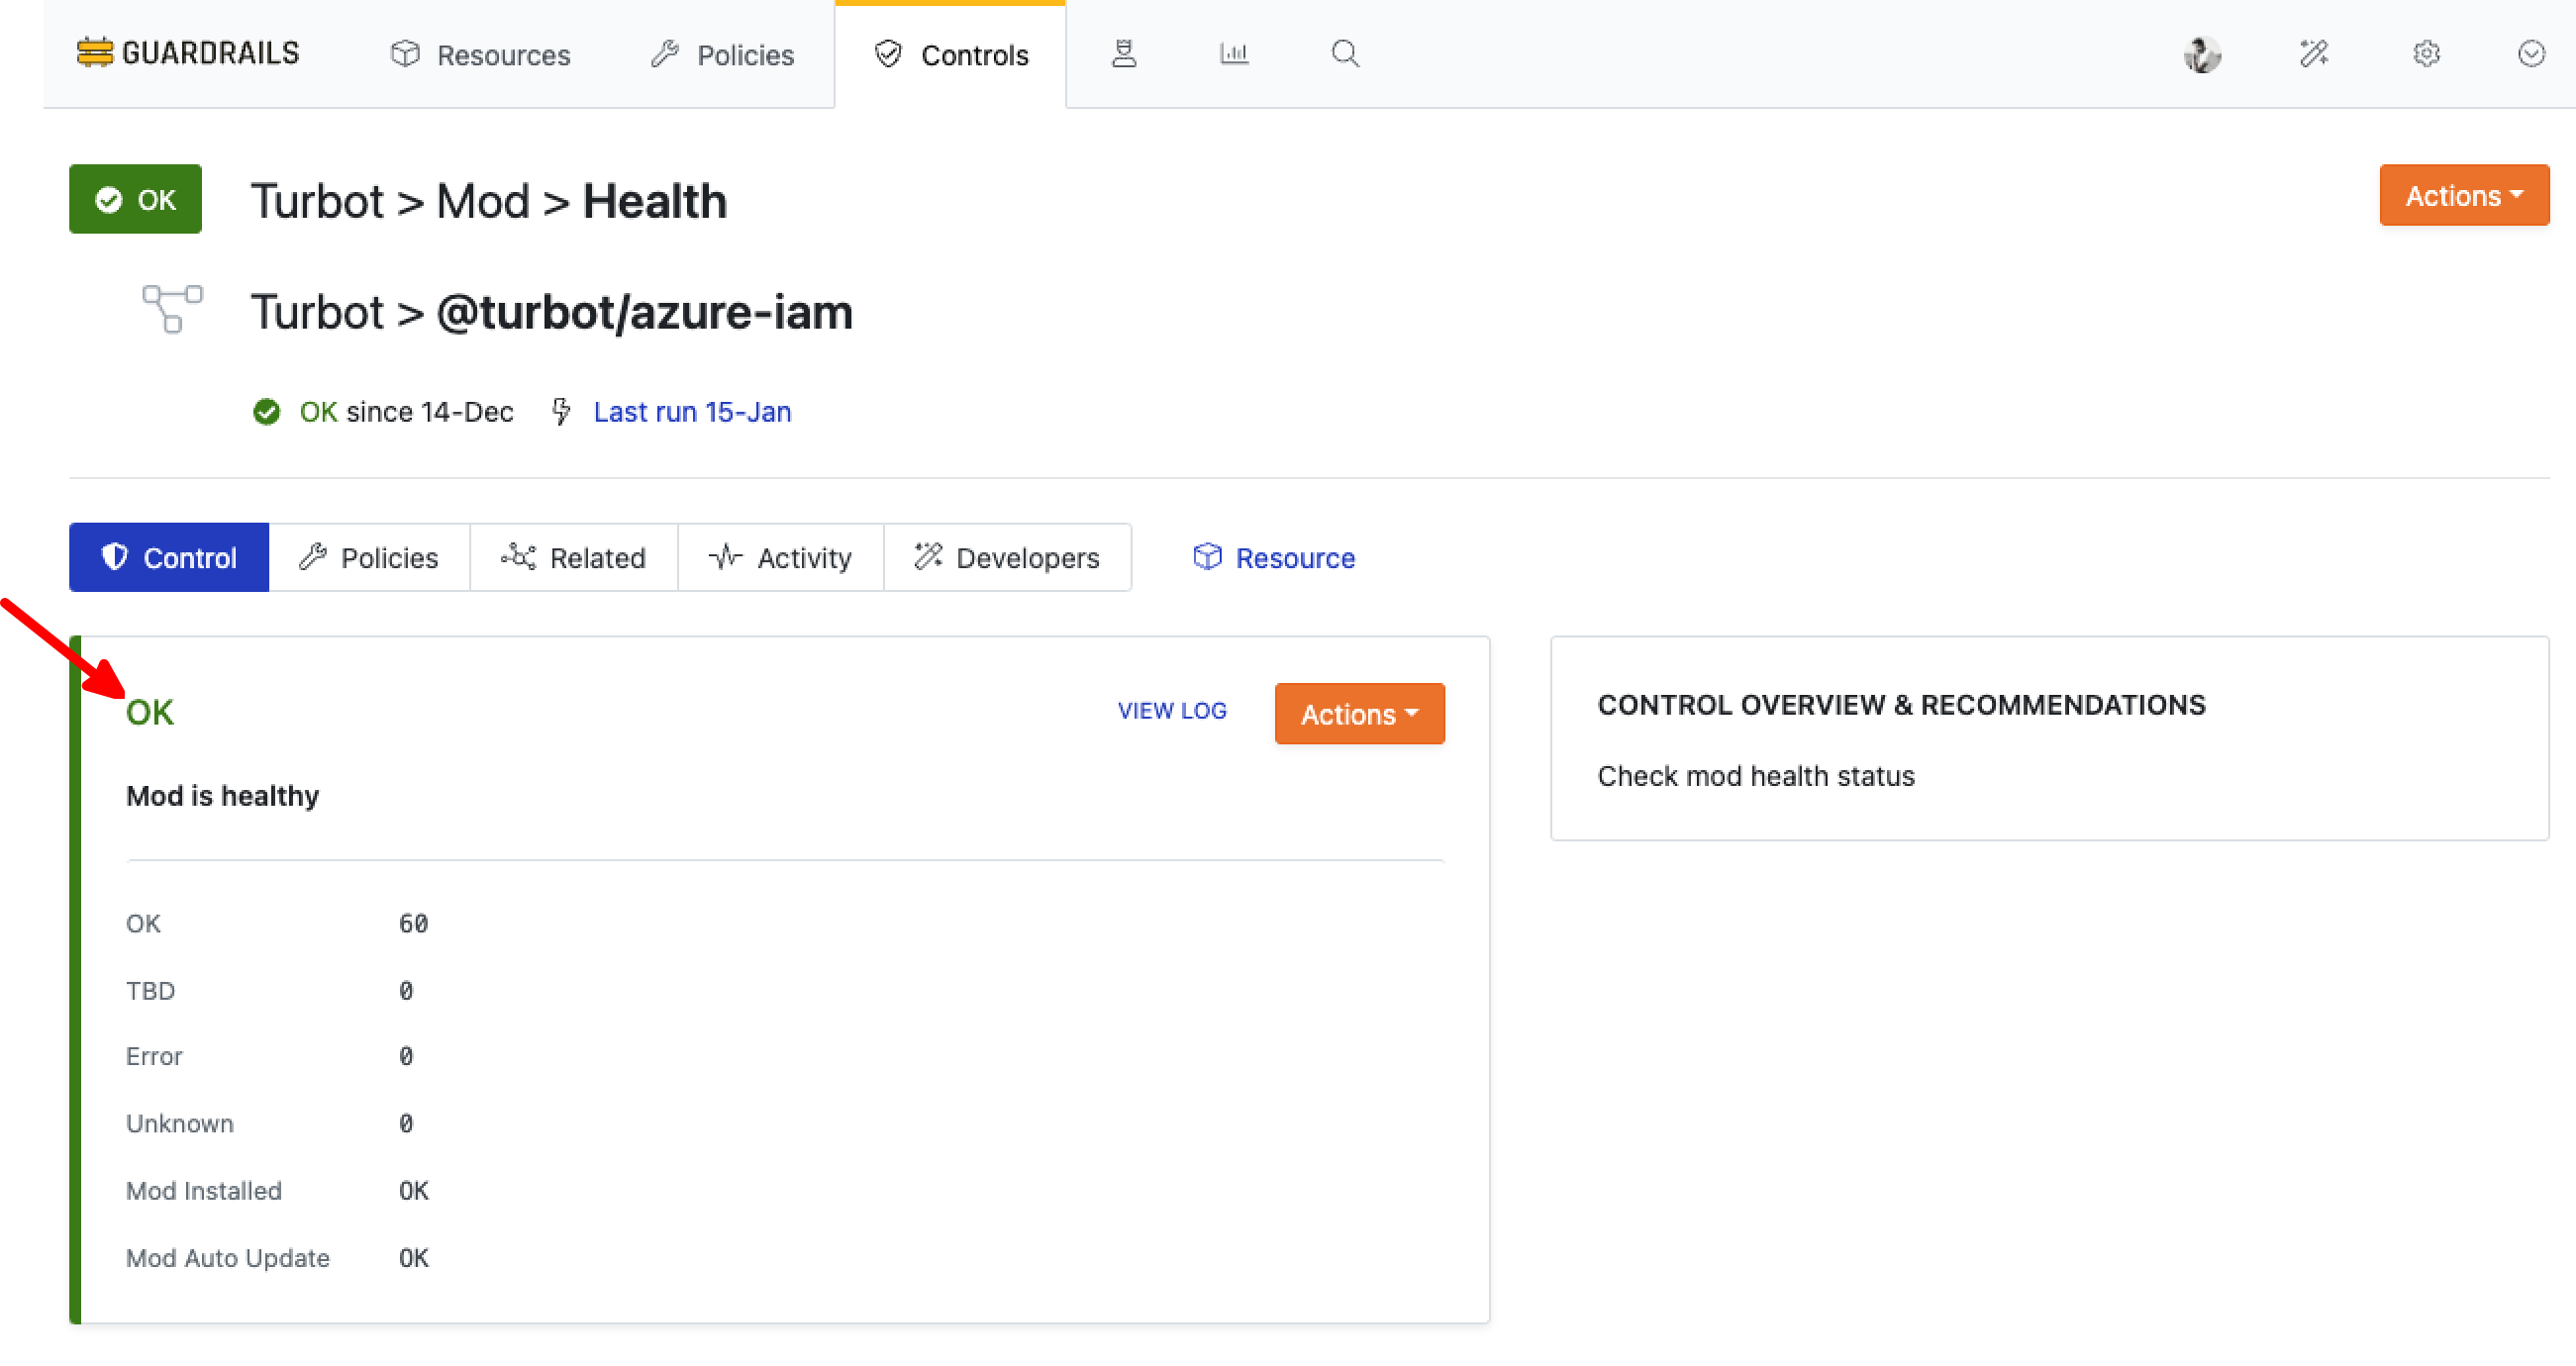 GUARDRAILS Resources Policies Controls
OK Turbot > Mod > Health Actions
Turbot > @turbot/azure-iam
OK since 14-Dec Last run 15-Jan
Control Policies Related Activity Developers Resource
OK VIEW LOG Actions
Mod is healthy
OK 60
TBD 0
Error 0
Unknown 0
Mod Installed OK
Mod Auto Update OK
CONTROL OVERVIEW & RECOMMENDATIONS
Check mod health status